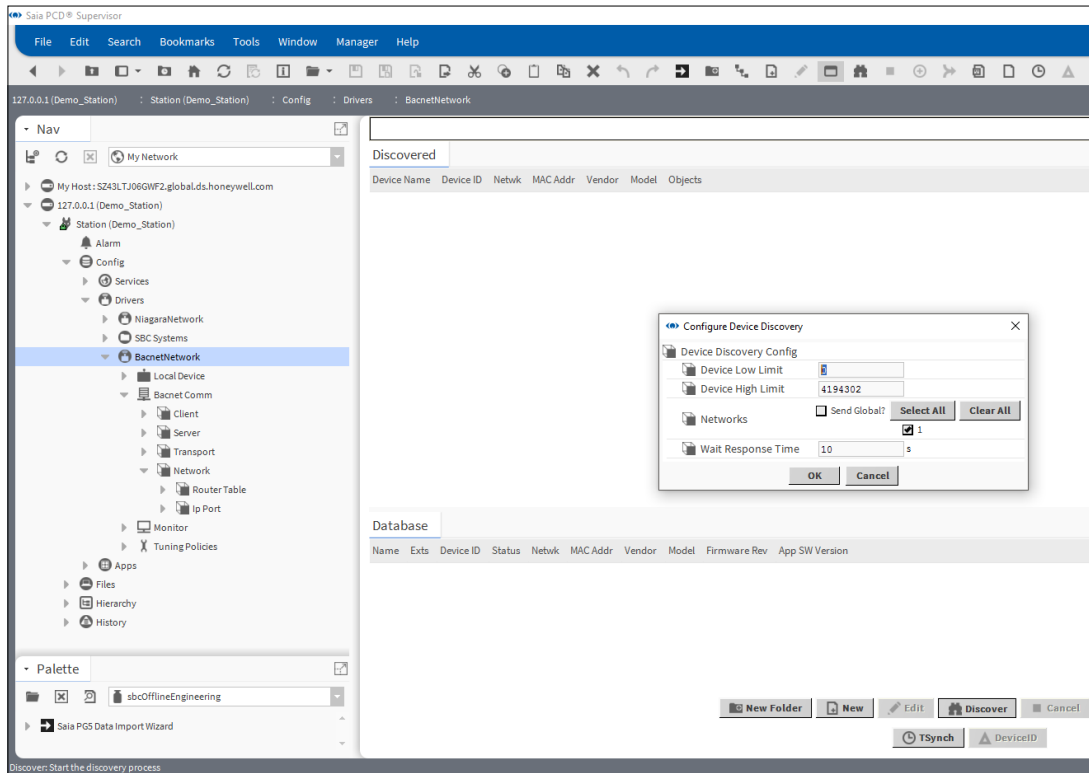 Saia PCD® Supervisor
File Edit Search Bookmarks Tools Window Manager Help
127.0.0.1 (Demo_Station) : Station (Demo_Station) : Config : Drivers : BacnetNetwork
Nav
My Network
My Host : SZ43LTJ06GWF2.global.ds.honeywell.com
127.0.0.1 (Demo_Station)
Station (Demo_Station)
Alarm
Config
Services
Drivers
NiagaraNetwork
SBC Systems
BacnetNetwork
Local Device
Bacnet Comm
Client
Server
Transport
Network
Router Table
Ip Port
Monitor
Tuning Policies
Apps
Files
Hierarchy
History
Palette
sbcOfflineEngineering
Saia PG5 Data Import Wizard
Discovered
Device Name Device ID Netwk MAC Addr Vendor Model Objects
Configure Device Discovery
Device Discovery Config
Device Low Limit 0
Device High Limit 4194302
Networks Send Global? Select All Clear All
1
Wait Response Time 10 s
OK Cancel
Database
Name Exts Device ID Status Netwk MAC Addr Vendor Model Firmware Rev App SW Version
New Folder New Edit Discover Cancel
TSynch DeviceID
Discover: Start the discovery process